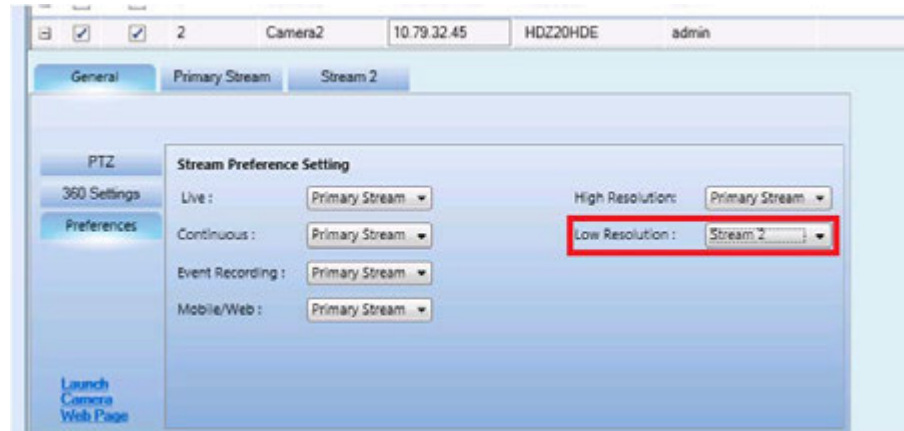 2 Camera2 10.79.32.45 HDZ20HDE admin
General Primary Stream Stream 2
PTZ
360 Settings
Preferences
Launch
Camera
Web Page
Stream Preference Setting
Live : Primary Stream High Resolution: Primary Stream
Continuous : Primary Stream Low Resolution : Stream 2
Event Recording : Primary Stream
Mobile/Web : Primary Stream